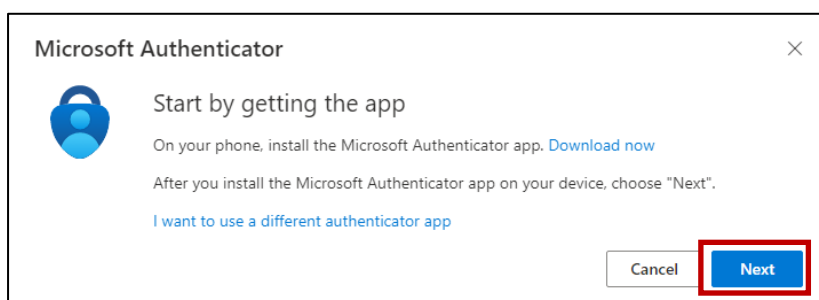 Microsoft Authenticator
Start by getting the app
On your phone, install the Microsoft Authenticator app. Download now
After you install the Microsoft Authenticator app on your device, choose "Next".
I want to use a different authenticator app
Cancel
Next